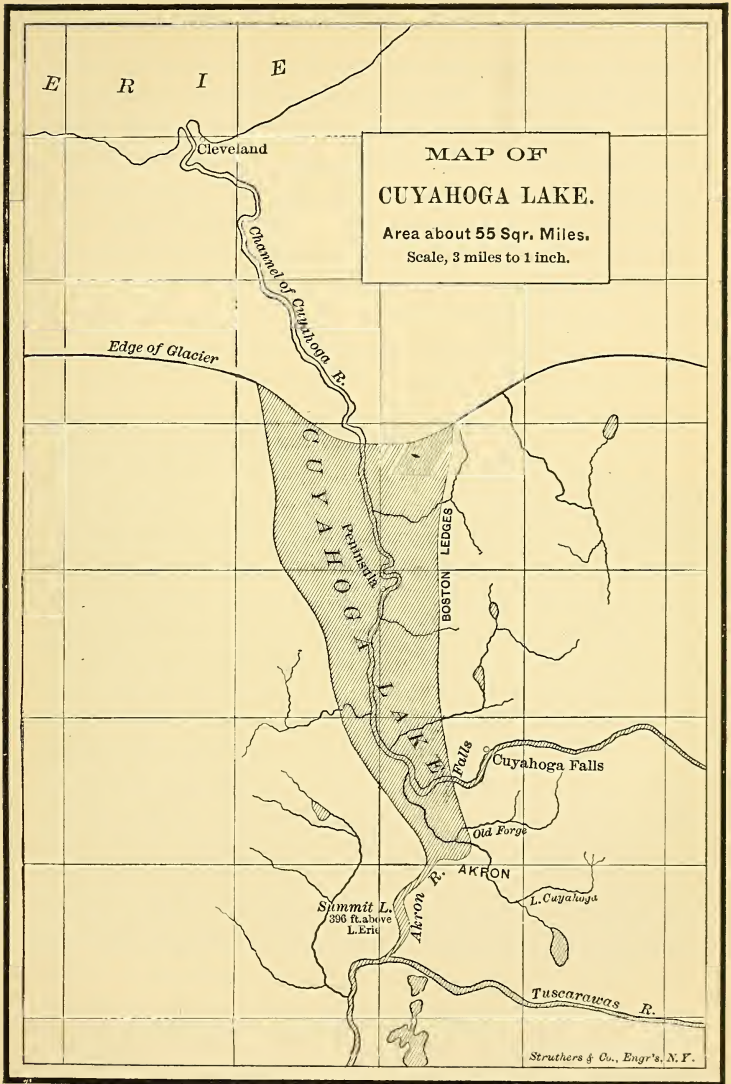 ERIE
Cleveland
MAP OF
CUYAHOGA LAKE.
Area about 55 Sqr. Miles.
Scale, 3 miles to 1 inch.
Channel of Cuyahoga R.
Edge of Glacier
CUYAHOGA LAKE
Peninsula
BOSTON LEDGES
Falls
Cuyahoga Falls
Old Forge
AKRON
L. Cuyahoga
Summit L.
396 ft. above
L. Erie
Akron R.
Tuscarawas R.
Struthers & Co., Engr's, N.Y.